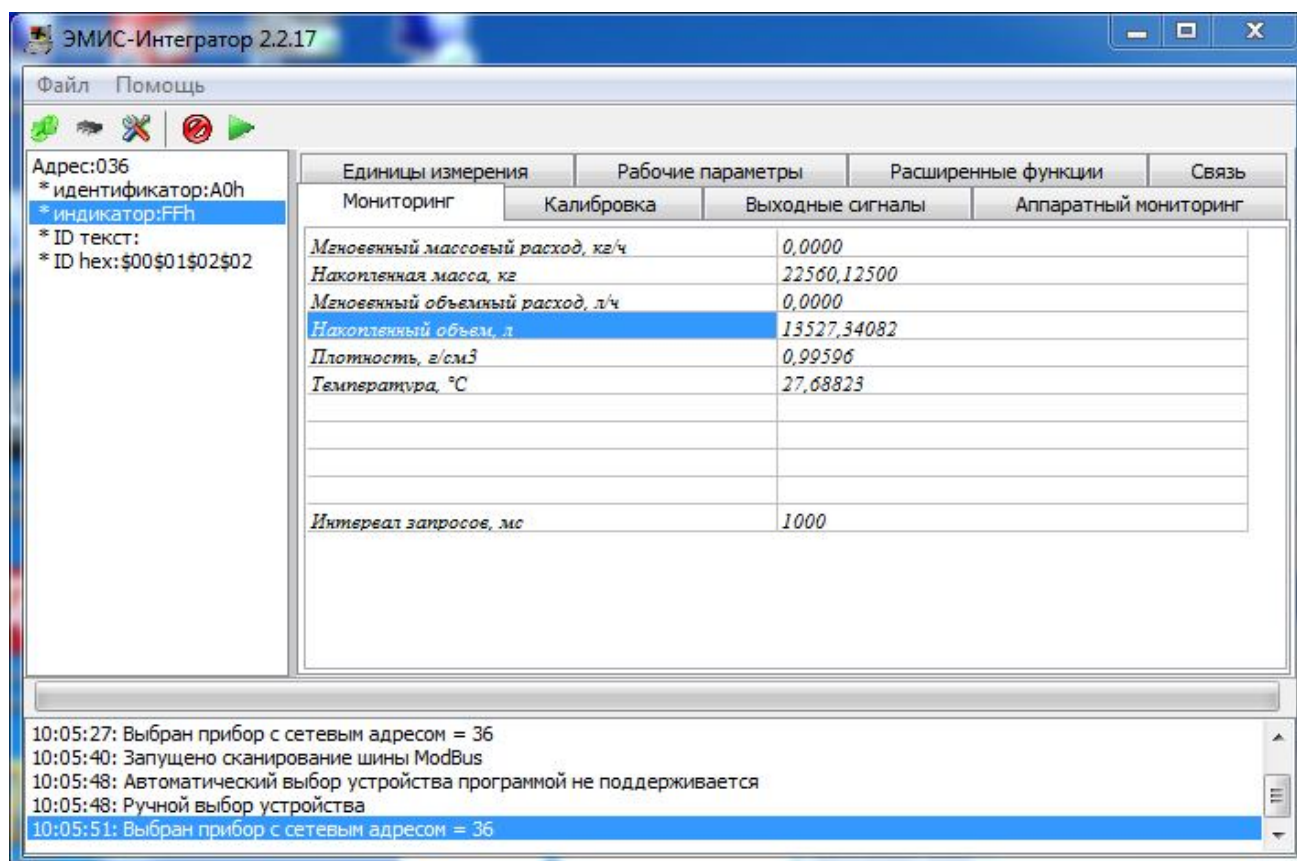 ЭМИС-Интегратор 2.2.17
Файл Помощь
Адрес:036
* идентификатор:A0h
* индикатор:FFh
* ID текст:
* ID hex:$00$01$02$02
Единицы измерения Рабочие параметры Расширенные функции Связь
Мониторинг Калибровка Выходные сигналы Аппаратный мониторинг
Мгновенный массовый расход, кг/ч 0,0000
Накопленная масса, кг 22560,12500
Мгновенный объемный расход, л/ч 0,0000
Накопленный объем, л 13527,34082
Плотность, г/см3 0,99596
Температура, °C 27,68823
Интервал запросов, мс 1000
10:05:27: Выбран прибор с сетевым адресом = 36
10:05:40: Запущено сканирование шины ModBus
10:05:48: Автоматический выбор устройства программой не поддерживается
10:05:48: Ручной выбор устройства
10:05:51: Выбран прибор с сетевым адресом = 36